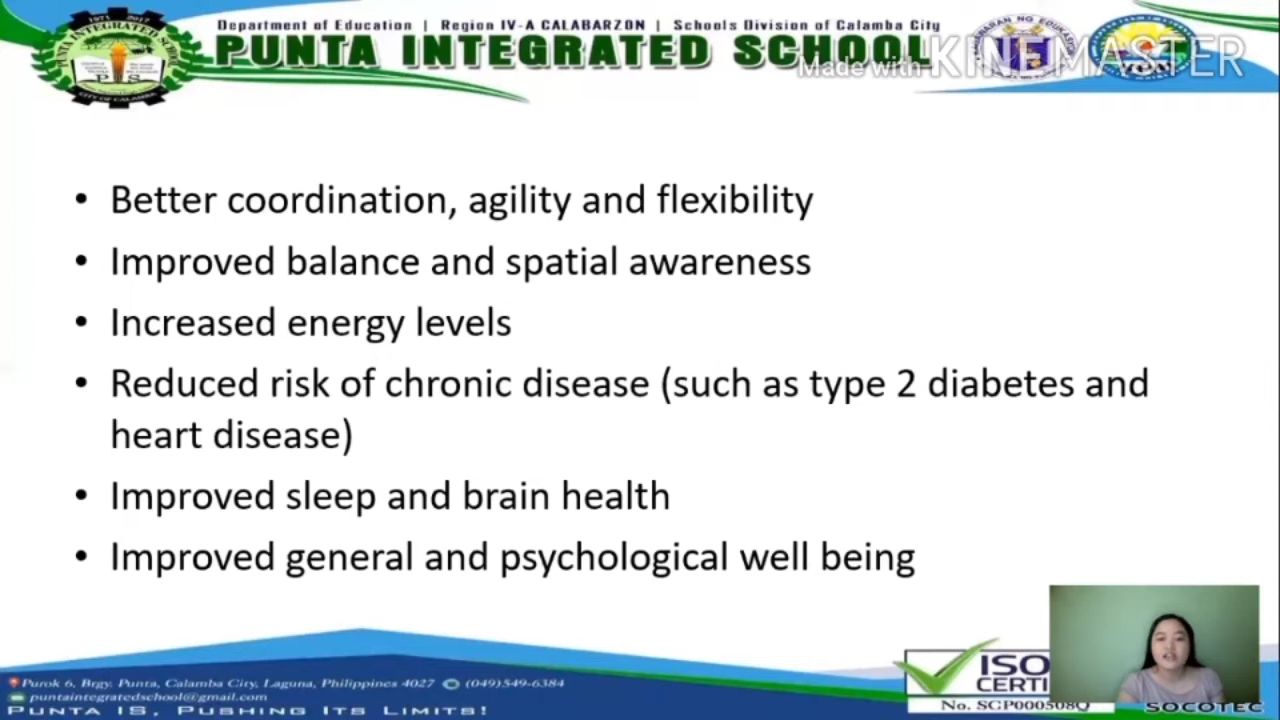 Department of Education | Region IV-A CALABARZON | Schools Division of Calamba City
PUNTA INTEGRATED SCHOOL
Made with KINEMASTER
• Better coordination, agility and flexibility
• Improved balance and spatial awareness
• Increased energy levels
• Reduced risk of chronic disease (such as type 2 diabetes and
heart disease)
• Improved sleep and brain health
• Improved general and psychological well being
Purok 6, Brgy. Punta, Calamba City, Laguna, Philippines 4027 (049)549-6384
puntaintegratedschool@gmail.com
PUNTA IS, PUSHING ITS LIMITS!
ISO
CERTI
No. SCP000508Q
SOCOTEC